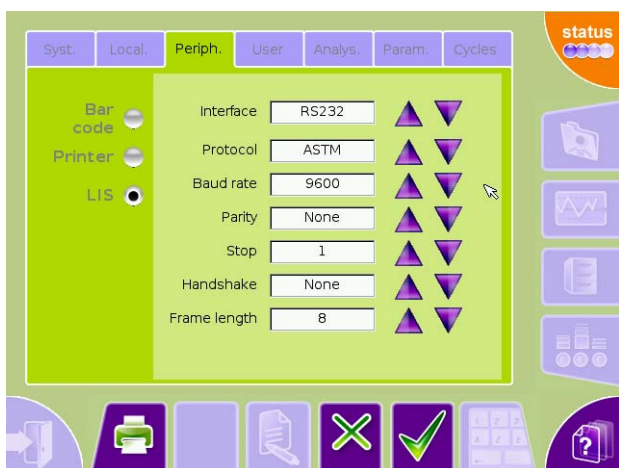 status
Syst. Local. Periph. User Analys. Param. Cycles
Bar
code
Printer
LIS
Interface RS232
Protocol ASTM
Baud rate 9600
Parity None
Stop 1
Handshake None
Frame length 8
?